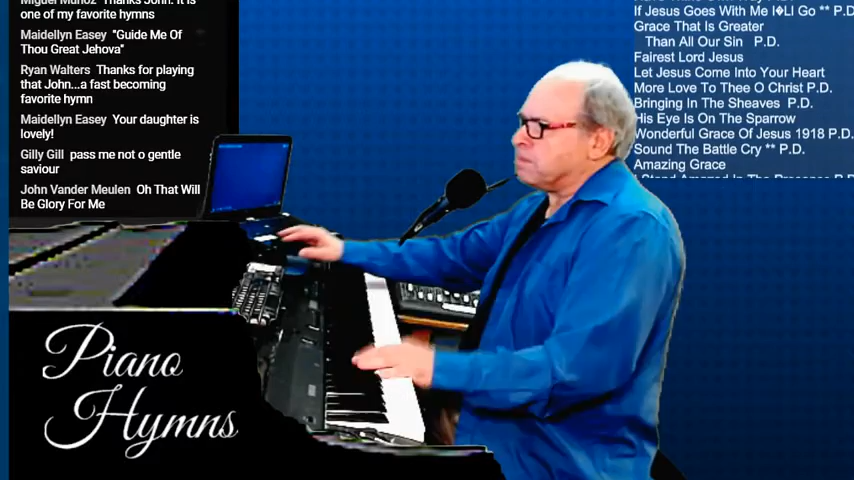 Miguel Munoz Thanks John. It is
one of my favorite hymns
Maidellyn Easey "Guide Me Of
Thou Great Jehova"
Ryan Walters Thanks for playing
that John...a fast becoming
favorite hymn
Maidellyn Easey Your daughter is
lovely!
Gilly Gill pass me not o gentle
saviour
John Vander Meulen Oh That Will
Be Glory For Me
If Jesus Goes With Me I�Ll Go ** P.D.
Grace That Is Greater
Than All Our Sin P.D.
Fairest Lord Jesus
Let Jesus Come Into Your Heart
More Love To Thee O Christ P.D.
Bringing In The Sheaves P.D.
His Eye Is On The Sparrow
Wonderful Grace Of Jesus 1918 P.D.
Sound The Battle Cry ** P.D.
Amazing Grace
Piano
Hymns